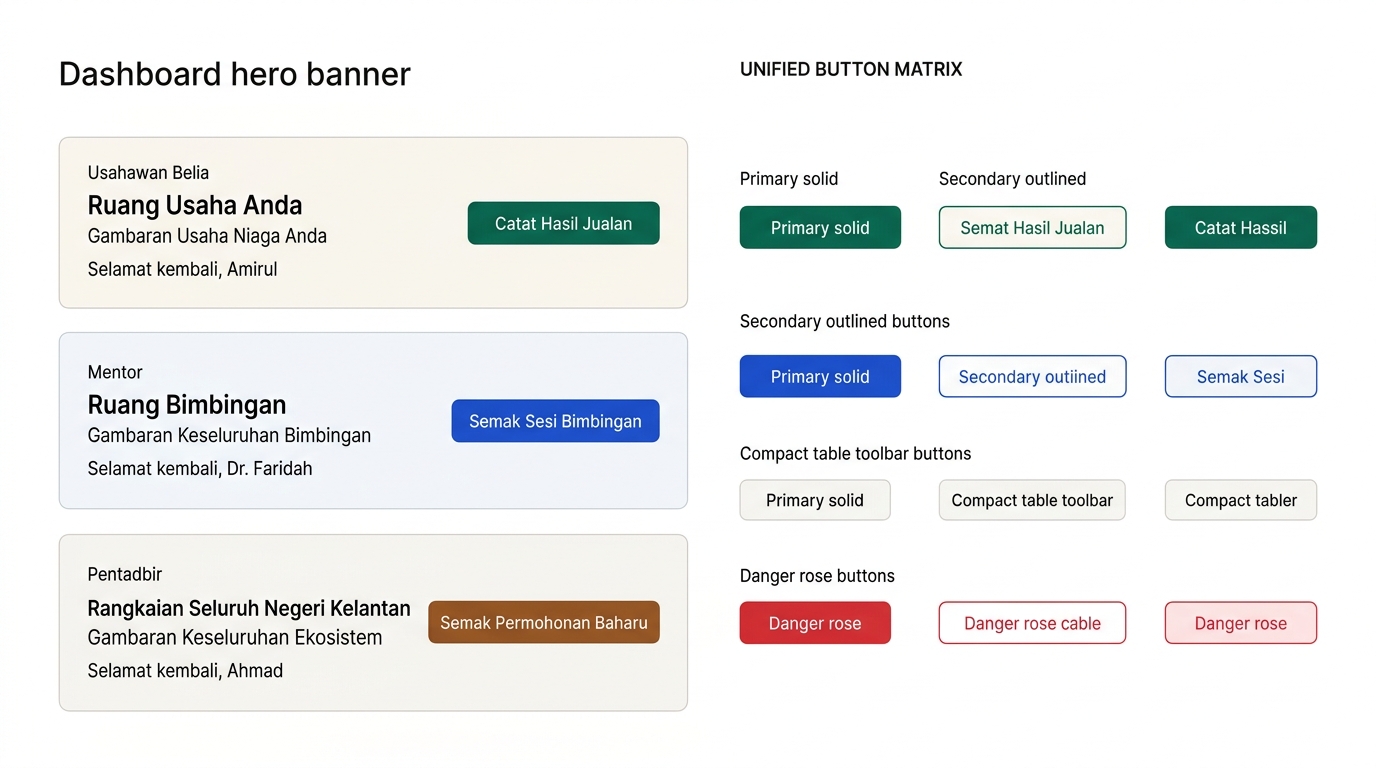 Dashboard hero banner
Usahawan Belia
Ruang Usaha Anda
Gambaran Usaha Niaga Anda
Selamat kembali, Amirul
Catat Hasil Jualan
Mentor
Ruang Bimbingan
Gambaran Keseluruhan Bimbingan
Selamat kembali, Dr. Faridah
Semak Sesi Bimbingan
Pentadbir
Rangkaian Seluruh Negeri Kelantan
Gambaran Keseluruhan Ekosistem
Selamat kembali, Ahmad
Semak Permohonan Baharu
UNIFIED BUTTON MATRIX
Primary solid
Secondary outlined
Primary solid
Semat Hasil Jualan
Catat Hassil
Secondary outlined buttons
Primary solid
Secondary outiined
Semak Sesi
Compact table toolbar buttons
Primary solid
Compact table toolbar
Compact tabler
Danger rose buttons
Danger rose
Danger rose cable
Danger rose